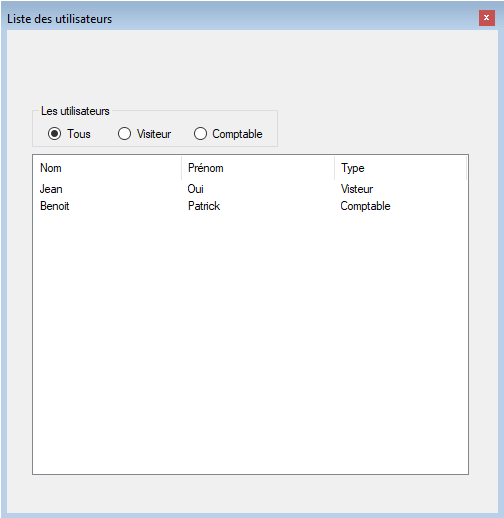 Liste des utilisateurs
Les utilisateurs
Tous Visiteur Comptable
Nom Prénom Type
Jean Oui Visteur
Benoit Patrick Comptable